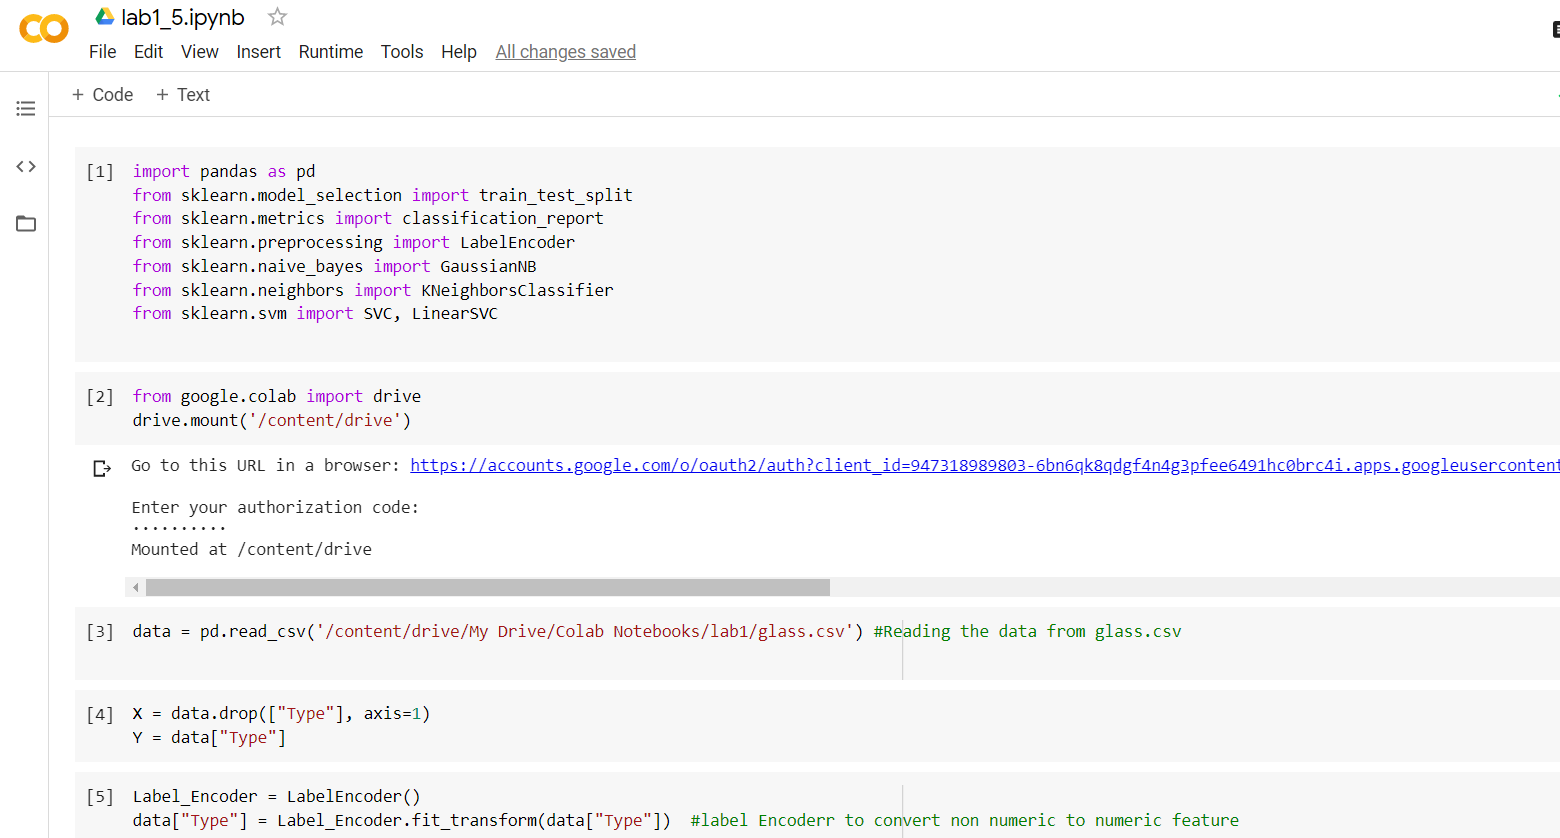 lab1_5.ipynb
File Edit View Insert Runtime Tools Help All changes saved
+ Code + Text
[1] import pandas as pd
from sklearn.model_selection import train_test_split
from sklearn.metrics import classification_report
from sklearn.preprocessing import LabelEncoder
from sklearn.naive_bayes import GaussianNB
from sklearn.neighbors import KNeighborsClassifier
from sklearn.svm import SVC, LinearSVC
[2] from google.colab import drive
drive.mount('/content/drive')
Go to this URL in a browser: https://accounts.google.com/o/oauth2/auth?client_id=947318989803-6bn6qk8qdgf4n4g3pfee6491hc0brc4i.apps.googleusercontent
Enter your authorization code:
··········
Mounted at /content/drive
[3] data = pd.read_csv('/content/drive/My Drive/Colab Notebooks/lab1/glass.csv') #Reading the data from glass.csv
[4] X = data.drop(["Type"], axis=1)
Y = data["Type"]
[5] Label_Encoder = LabelEncoder()
data["Type"] = Label_Encoder.fit_transform(data["Type"]) #label Encoderr to convert non numeric to numeric feature